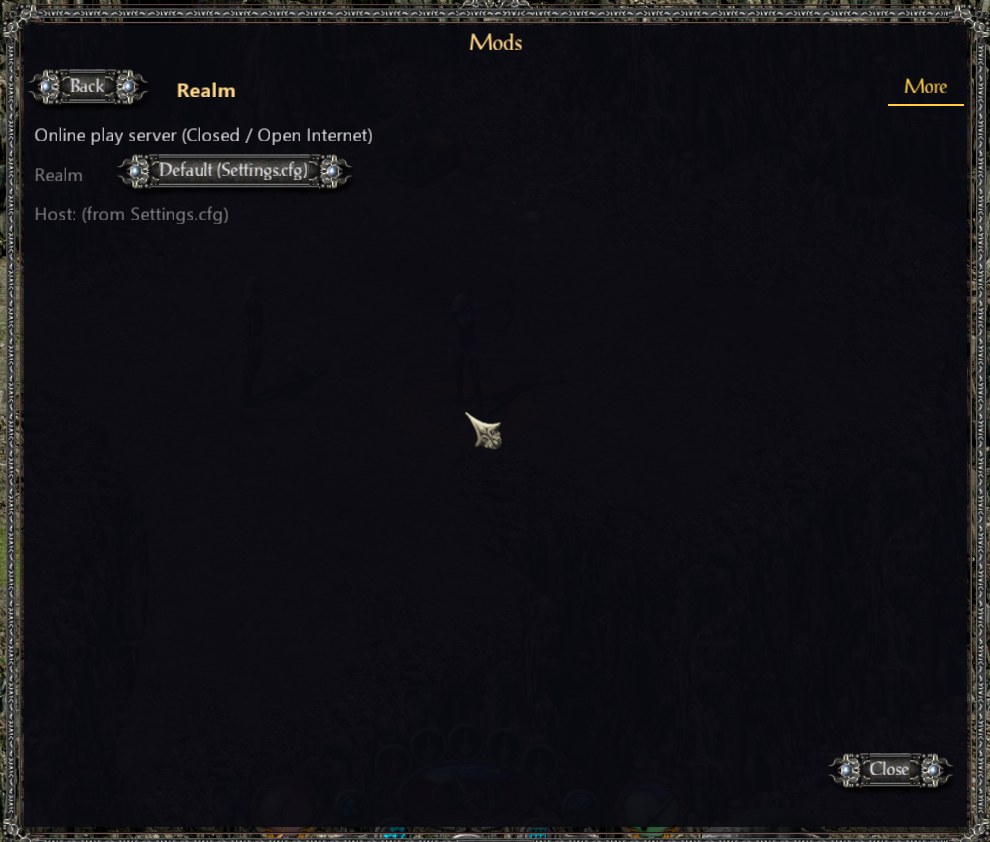 Mods
Back
Realm
More
Online play server (Closed / Open Internet)
Realm
Default (Settings.cfg)
Host: (from Settings.cfg)
Close